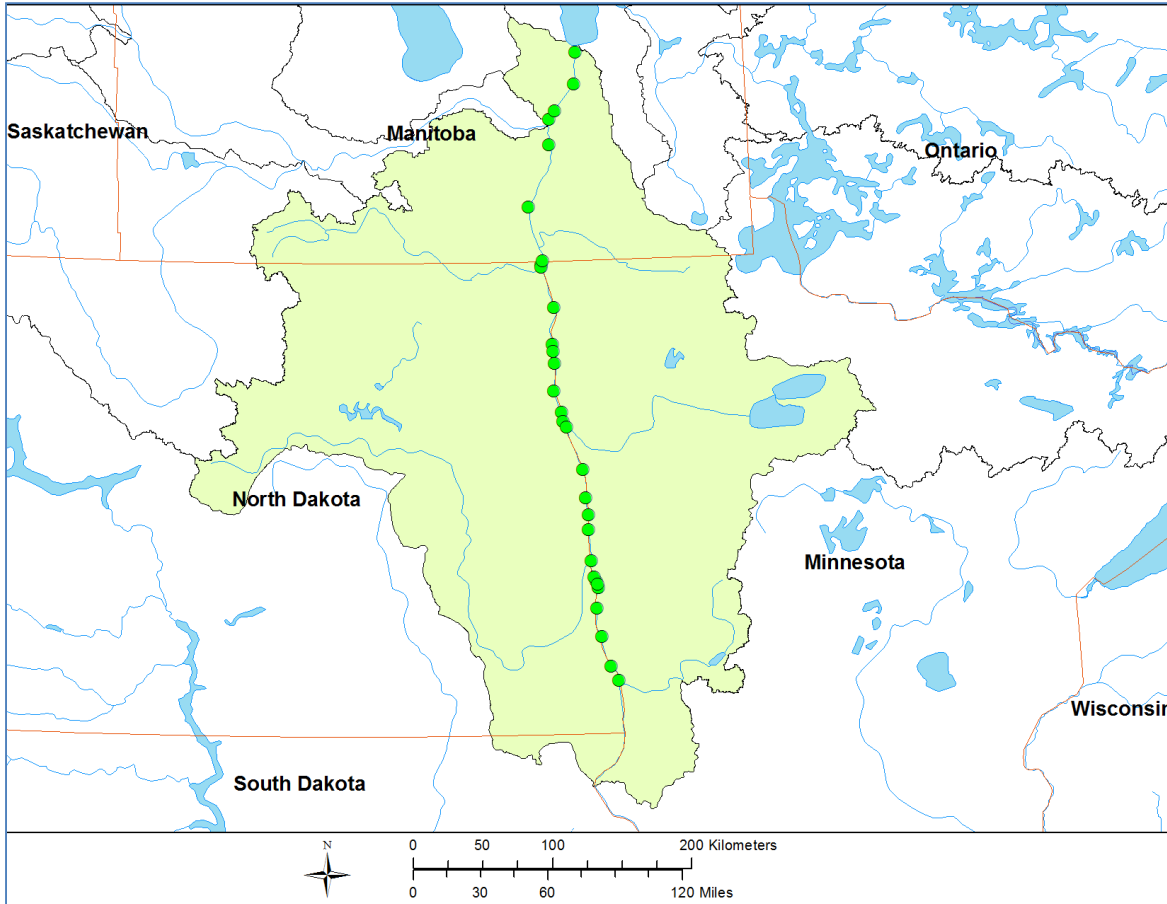 Saskatchewan
Manitoba
Ontario
North Dakota
Minnesota
Wisconsin
South Dakota
N
0 50 100 200 Kilometers
0 30 60 120 Miles